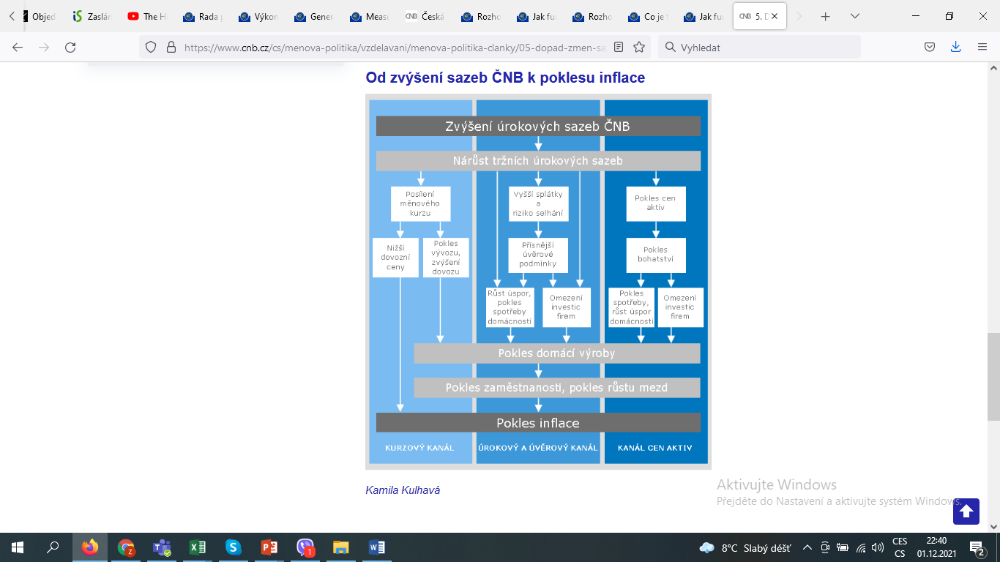 Objed
Zaslán
The H
Rada p
Výkon
Gener
Measu
Česká
Rozho
Jak fur
Rozho
Co je t
Jak fur
5. D
https://www.cnb.cz/cs/menova-politika/vzdelavani/menova-politika-clanky/05-dopad-zmen-sa
Vyhledat
Od zvýšení sazeb ČNB k poklesu inflace
Zvýšení úrokových sazeb ČNB
Nárůst tržních úrokových sazeb
Posílení
měnového
kurzu
Vyšší splátky
a
riziko selhání
Pokles cen
aktiv
Nižší
dovozní
ceny
Pokles
vývozu,
zvýšení
dovozu
Přísnější
úvěrové
podmínky
Pokles
bohatství
Růst úspor,
pokles
spotřeby
domácností
Omezení
investic
firem
Pokles
spotřeby,
růst úspor
domácností
Omezení
investic
firem
Pokles domácí výroby
Pokles zaměstnanosti, pokles růstu mezd
Pokles inflace
KURZOVÝ KANÁL
ÚROKOVÝ A ÚVĚROVÝ KANÁL
KANÁL CEN AKTIV
Kamila Kulhavá
Aktivujte Windows
Přejděte do Nastavení a aktivujte systém Windows.
8°C Slabý déšť
CES
CS
22:40
01.12.2021
2